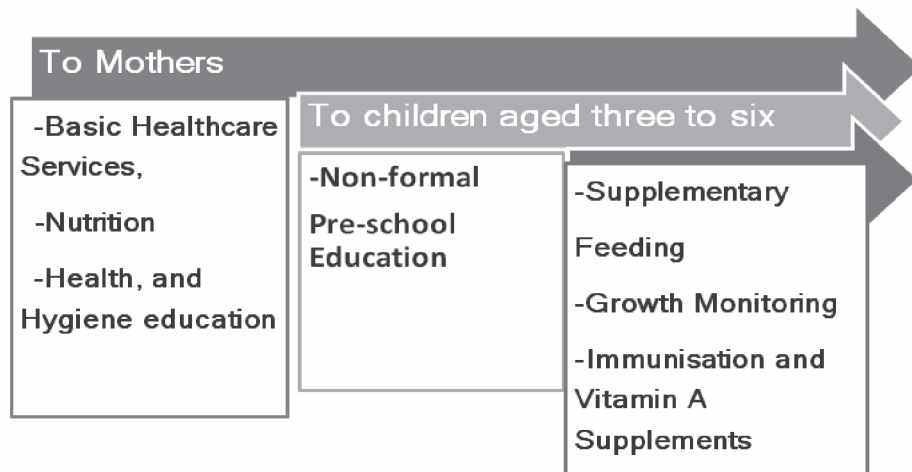 To Mothers
-Basic Healthcare
Services,
-Nutrition
-Health, and
Hygiene education
To children aged three to six
-Non-formal
Pre-school
Education
-Supplementary
Feeding
-Growth Monitoring
-Immunisation and
Vitamin A
Supplements